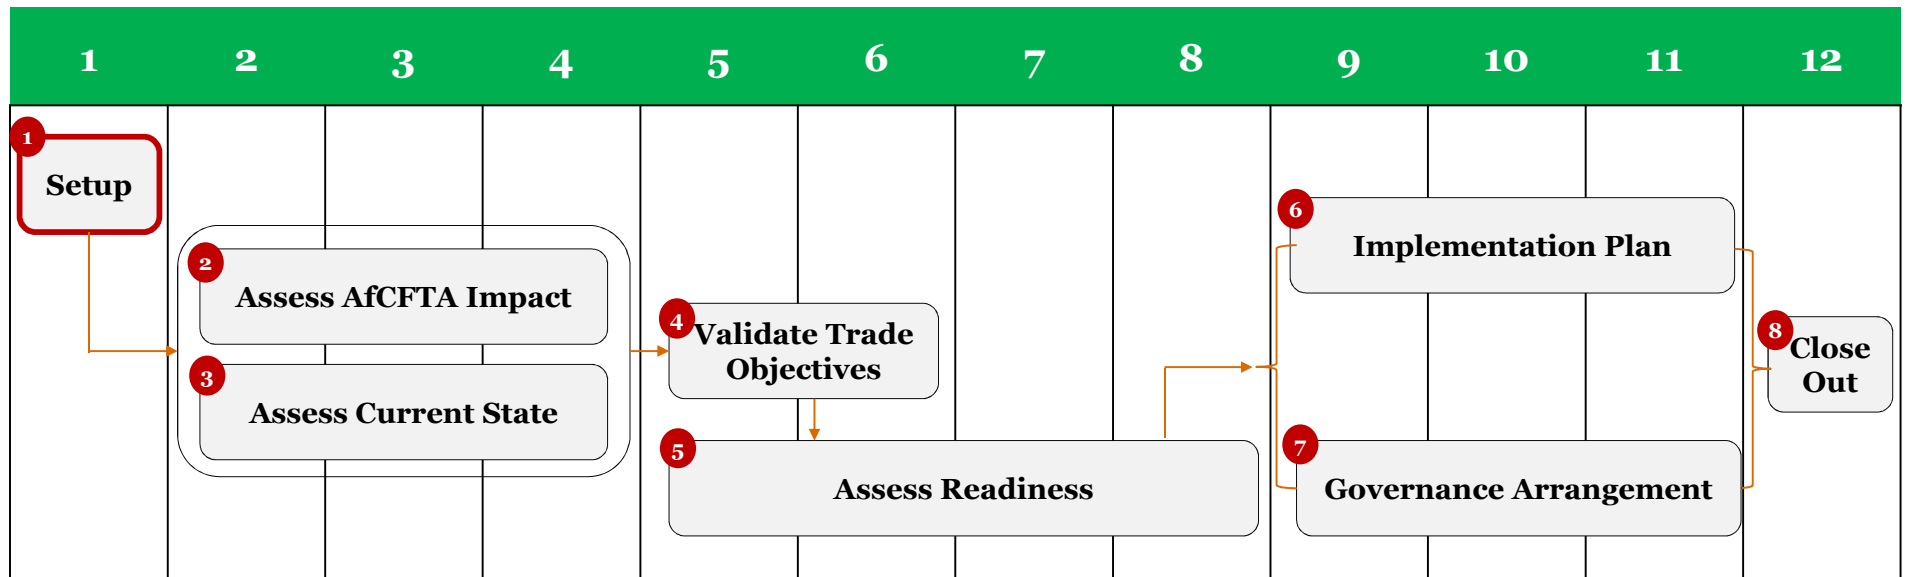 1 2 3 4 5 6 7 8 9 10 11 12
1
Setup
2
Assess AfCFTA Impact
3
Assess Current State
4
Validate Trade
Objectives
5
Assess Readiness
6
Implementation Plan
7
Governance Arrangement
8
Close
Out